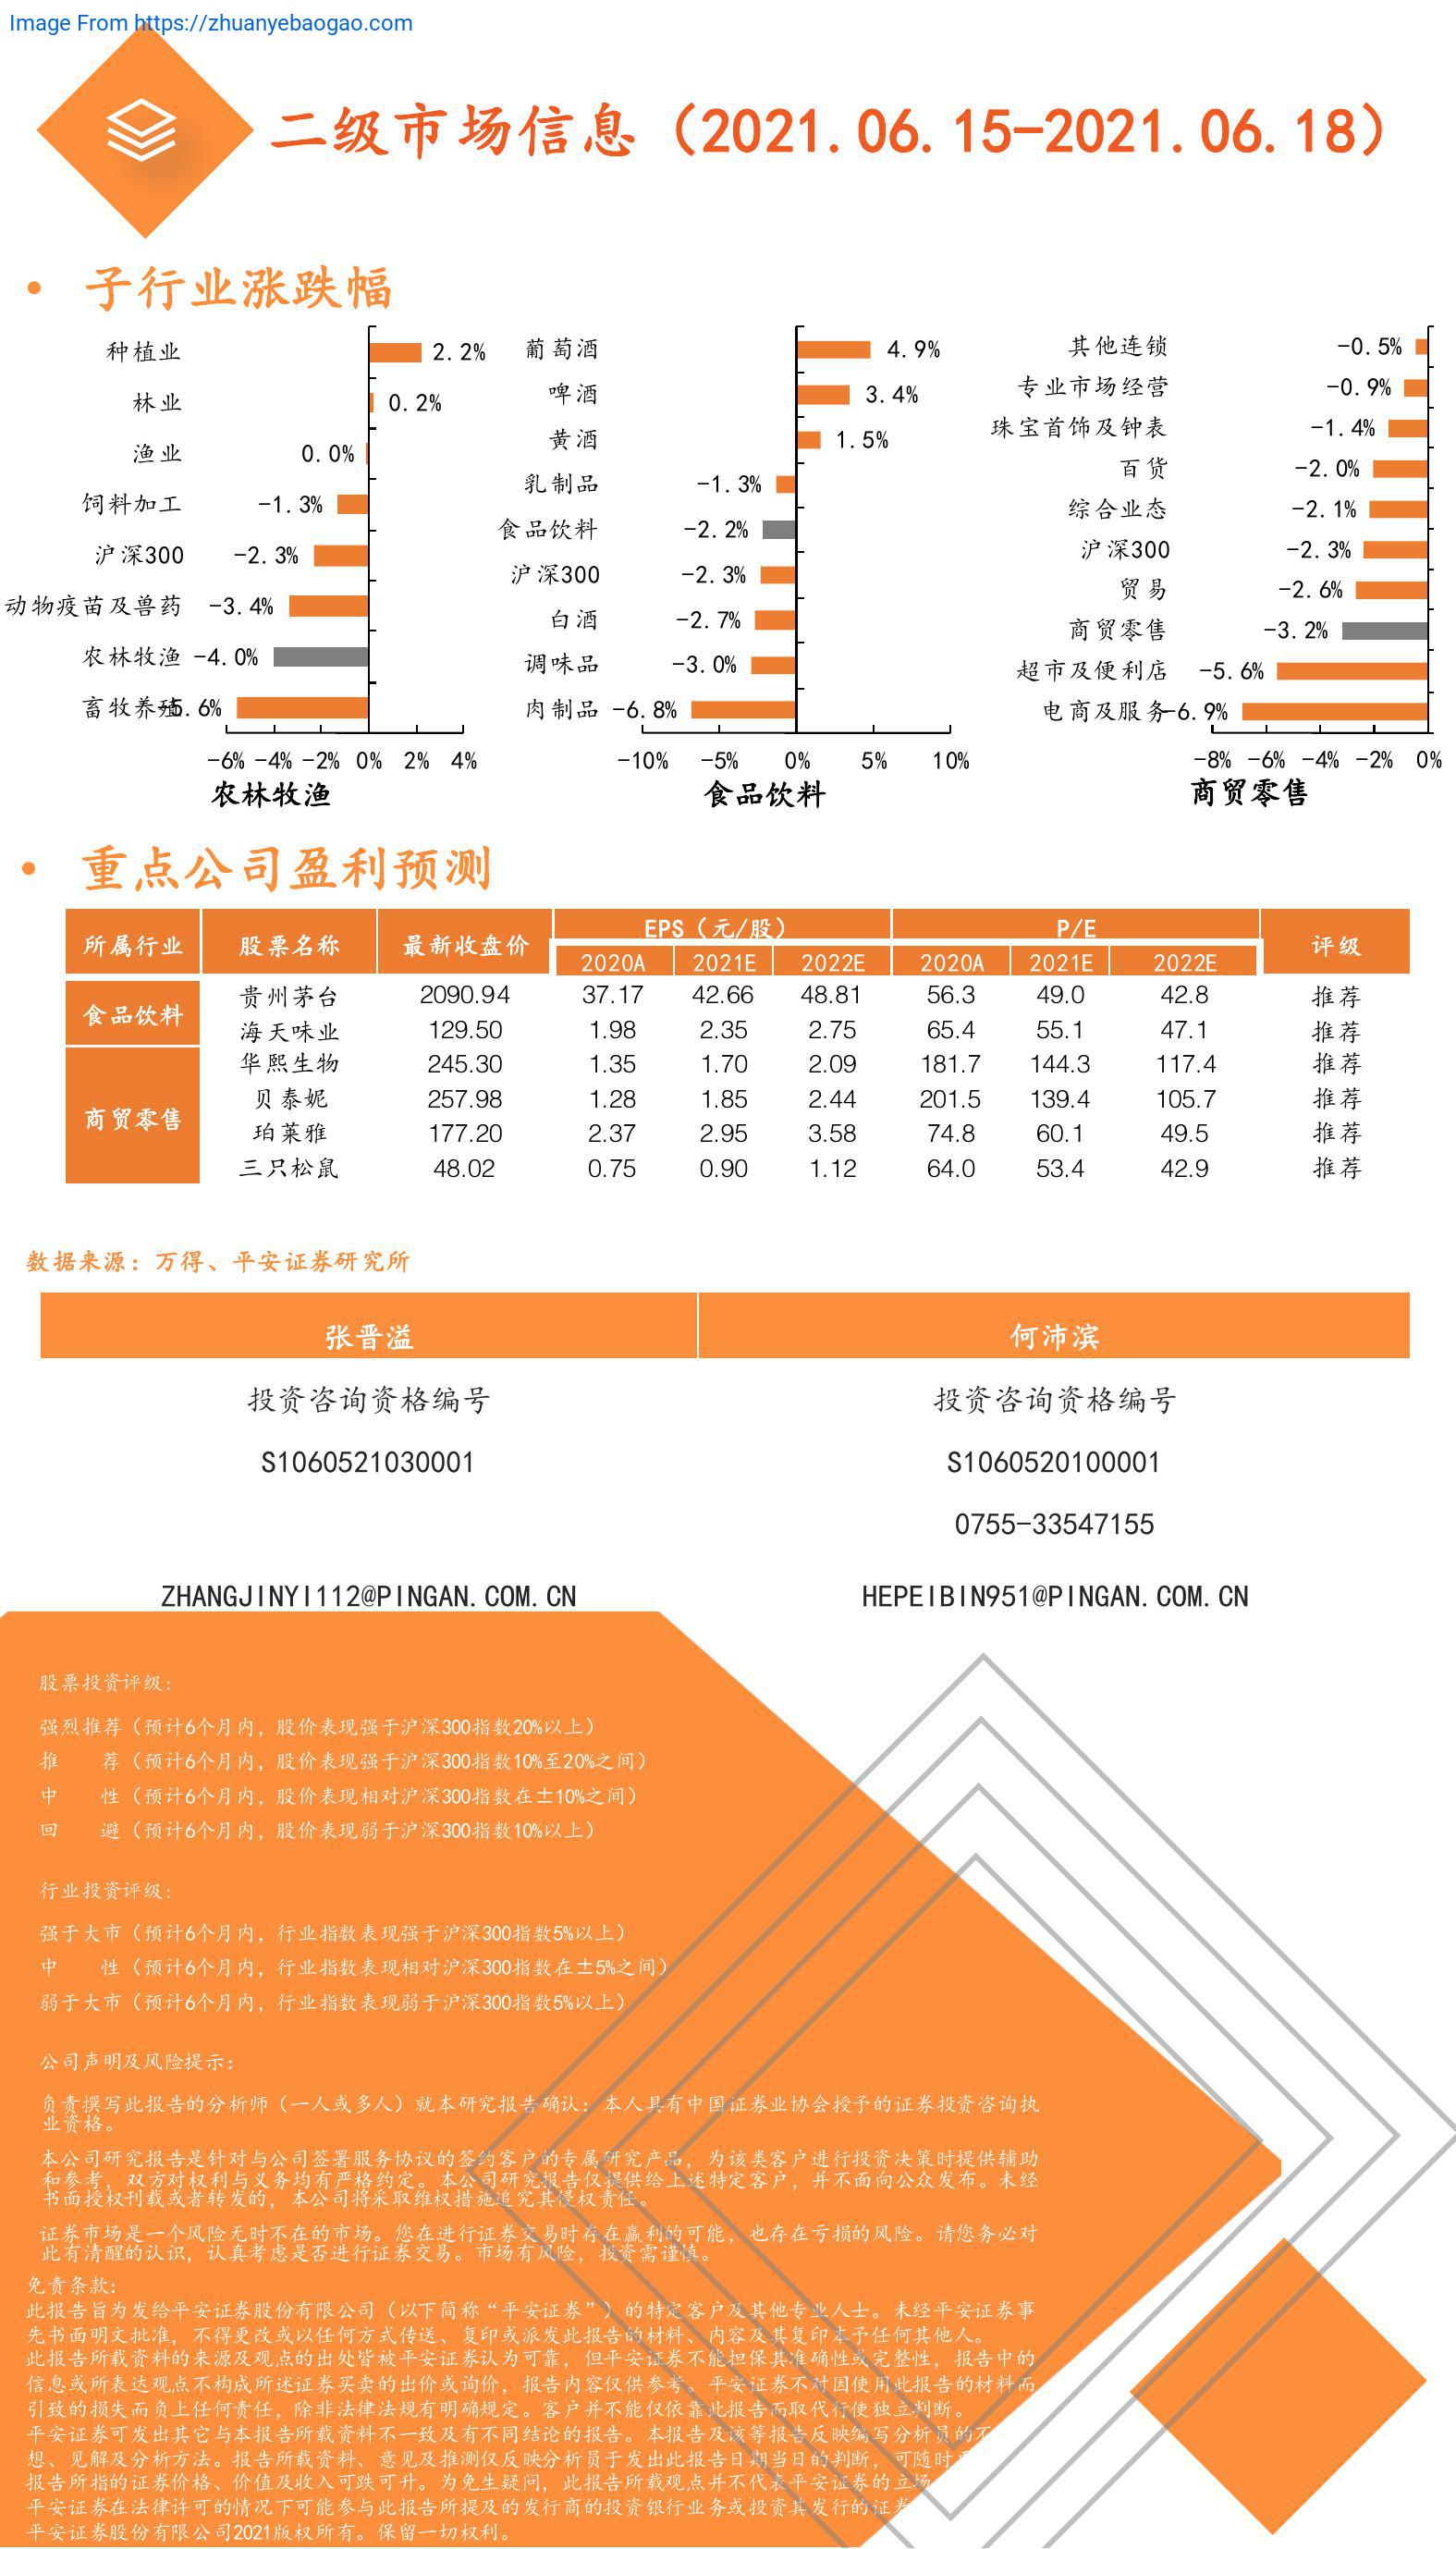 Image From https://zhuanyebaogao.com
二级市场信息（2021.06.15-2021.06.18）
• 子行业涨跌幅
种植业 2.2%
林业 0.2%
渔业 0.0%
饲料加工 -1.3%
沪深300 -2.3%
动物疫苗及兽药 -3.4%
农林牧渔 -4.0%
畜牧养殖 -5.6%
-6% -4% -2% 0% 2% 4%
农林牧渔
葡萄酒 4.9%
啤酒 3.4%
黄酒 1.5%
乳制品 -1.3%
食品饮料 -2.2%
沪深300 -2.3%
白酒 -2.7%
调味品 -3.0%
肉制品 -6.8%
-10% -5% 0% 5% 10%
食品饮料
其他连锁 -0.5%
专业市场经营 -0.9%
珠宝首饰及钟表 -1.4%
百货 -2.0%
综合业态 -2.1%
沪深300 -2.3%
贸易 -2.6%
商贸零售 -3.2%
超市及便利店 -5.6%
电商及服务 -6.9%
-8% -6% -4% -2% 0%
商贸零售
• 重点公司盈利预测
所属行业 股票名称 最新收盘价 EPS（元/股） P/E 评级
2020A 2021E 2022E 2020A 2021E 2022E
食品饮料
贵州茅台 2090.94 37.17 42.66 48.81 56.3 49.0 42.8 推荐
海天味业 129.50 1.98 2.35 2.75 65.4 55.1 47.1 推荐
商贸零售
华熙生物 245.30 1.35 1.70 2.09 181.7 144.3 117.4 推荐
贝泰妮 257.98 1.28 1.85 2.44 201.5 139.4 105.7 推荐
珀莱雅 177.20 2.37 2.95 3.58 74.8 60.1 49.5 推荐
三只松鼠 48.02 0.75 0.90 1.12 64.0 53.4 42.9 推荐
数据来源：万得、平安证券研究所
张晋溢 何沛滨
投资咨询资格编号 投资咨询资格编号
S1060521030001 S1060520100001
0755-33547155
ZHANGJINYI112@PINGAN.COM.CN HEPEIBIN951@PINGAN.COM.CN
股票投资评级：
强烈推荐（预计6个月内，股价表现强于沪深300指数20%以上）
推 荐（预计6个月内，股价表现强于沪深300指数10%至20%之间）
中 性（预计6个月内，股价表现相对沪深300指数在±10%之间）
回 避（预计6个月内，股价表现弱于沪深300指数10%以上）
行业投资评级：
强于大市（预计6个月内，行业指数表现强于沪深300指数5%以上）
中 性（预计6个月内，行业指数表现相对沪深300指数在±5%之间）
弱于大市（预计6个月内，行业指数表现弱于沪深300指数5%以上）
公司声明及风险提示：
负责撰写此报告的分析师（一人或多人）就本研究报告确认：本人具有中国证券业协会授予的证券投资咨询执
业资格。
本公司研究报告是针对与公司签署服务协议的签约客户的专属研究产品，为该类客户进行投资决策时提供辅助
和参考，双方对权利与义务均有严格约定。本公司研究报告仅提供给上述特定客户，并不面向公众发布。未经
书面授权刊载或者转发的，本公司将采取维权措施追究其侵权责任。
证券市场是一个风险无时不在的市场。您在进行证券交易时存在赢利的可能，也存在亏损的风险。请您务必对
此有清醒的认识，认真考虑是否进行证券交易。市场有风险，投资需谨慎。
免责条款：
此报告旨为发给平安证券股份有限公司（以下简称“平安证券”）的特定客户及其他专业人士。未经平安证券事
先书面明文批准，不得更改或以任何方式传送、复印或派发此报告的材料、内容及其复印本予任何其他人。
此报告所载资料的来源及观点的出处皆被平安证券认为可靠，但平安证券不能担保其准确性或完整性，报告中的
信息或所表达观点不构成所述证券买卖的出价或询价，报告内容仅供参考。平安证券不对因使用此报告的材料而
引致的损失而负上任何责任，除非法律法规有明确规定。客户并不能仅依靠此报告而取代行使独立判断。
平安证券可发出其它与本报告所载资料不一致及有不同结论的报告。本报告及该等报告反映编写分析员的不
想、见解及分析方法。报告所载资料、意见及推测仅反映分析员于发出此报告日期当日的判断，可随时
报告所指的证券价格、价值及收入可跌可升。为免生疑问，此报告所载观点并不代表平安证券的立场
平安证券在法律许可的情况下可能参与此报告所提及的发行商的投资银行业务或投资其发行的证券
平安证券股份有限公司2021版权所有。保留一切权利。